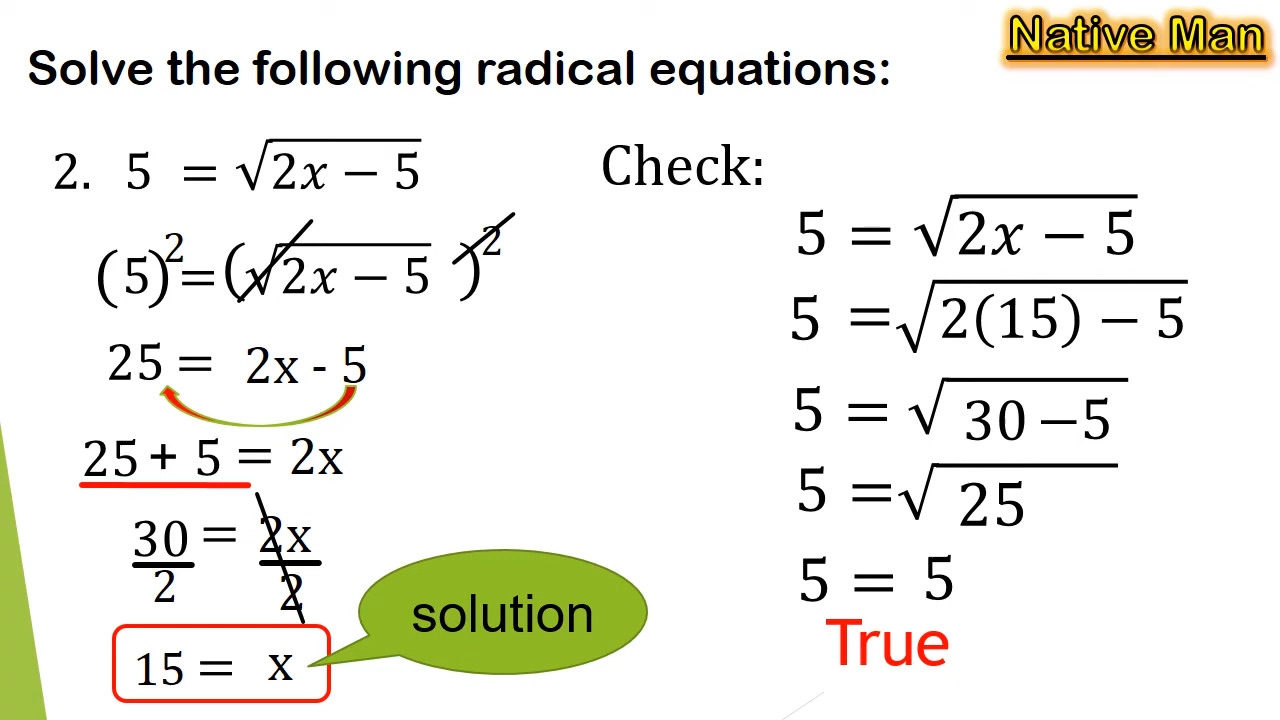 Native Man
Solve the following radical equations:
2. 5 = √(2x − 5)
(5)² = (√(2x − 5))²
25 = 2x - 5
25 + 5 = 2x
30/2 = 2x/2
15 = x
solution
Check:
5 = √(2x − 5)
5 = √(2(15) − 5)
5 = √(30 − 5)
5 = √25
5 = 5
True